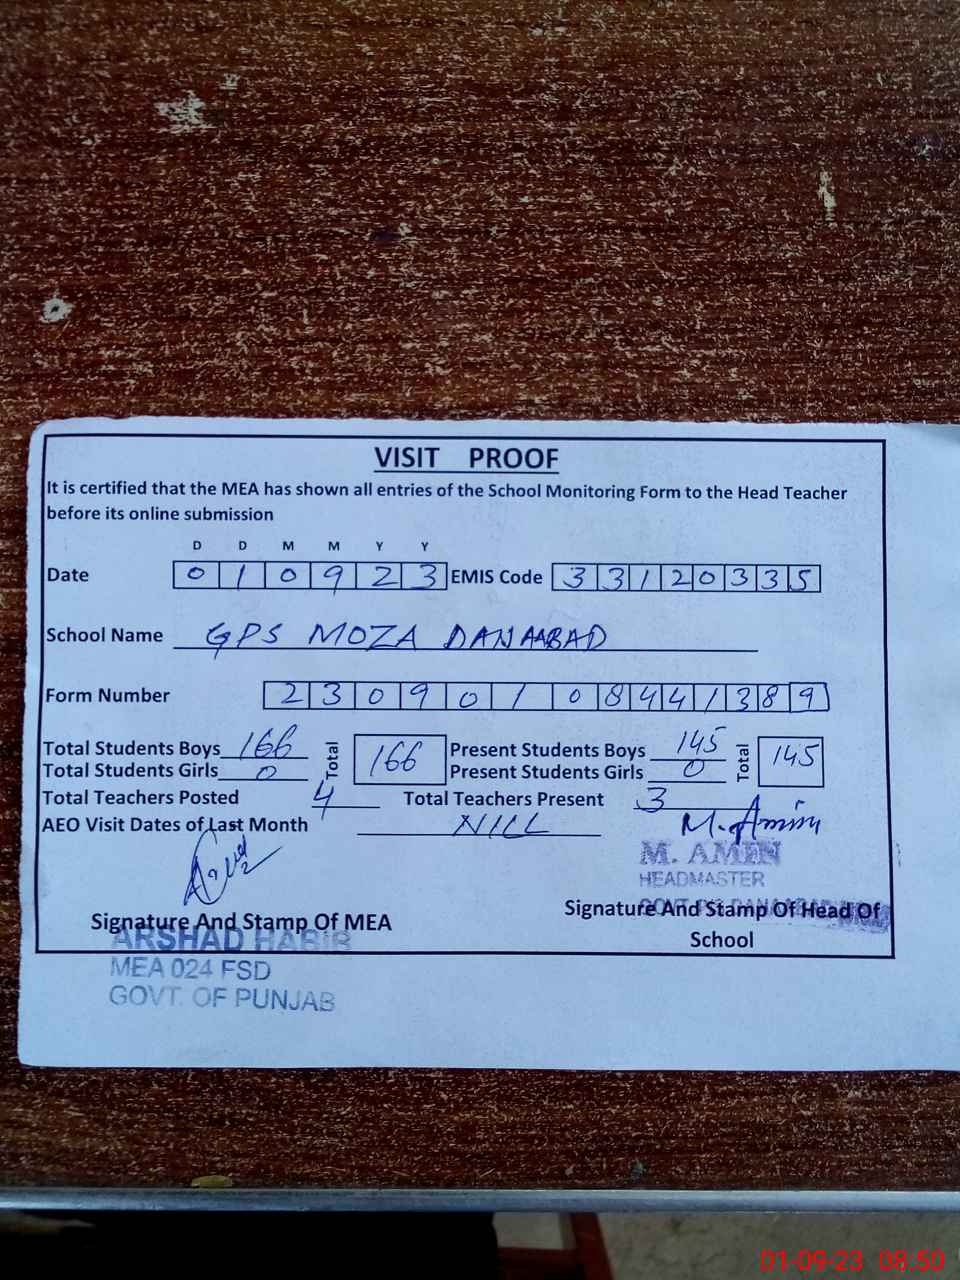 VISIT PROOF
It is certified that the MEA has shown all entries of the School Monitoring Form to the Head Teacher
before its online submission
D D M M Y Y
Date 0 1 0 9 2 3 EMIS Code 3 3 1 2 0 3 3 5
School Name GPS MOZA DANAABAD
Form Number 2 3 0 9 0 1 0 8 4 4 1 3 8 9
Total Students Boys 166 Total 166 Present Students Boys 145 Total 145
Total Students Girls 0 Present Students Girls 0
Total Teachers Posted 4 Total Teachers Present 3
AEO Visit Dates of Last Month NILL M. Amin
M. AMIN
HEADMASTER
GOVT. P/S DANAABAD
Signature And Stamp Of MEA Signature And Stamp Of Head Of
School
ARSHAD HABIB
MEA 024 FSD
GOVT. OF PUNJAB
01-09-23 08:50